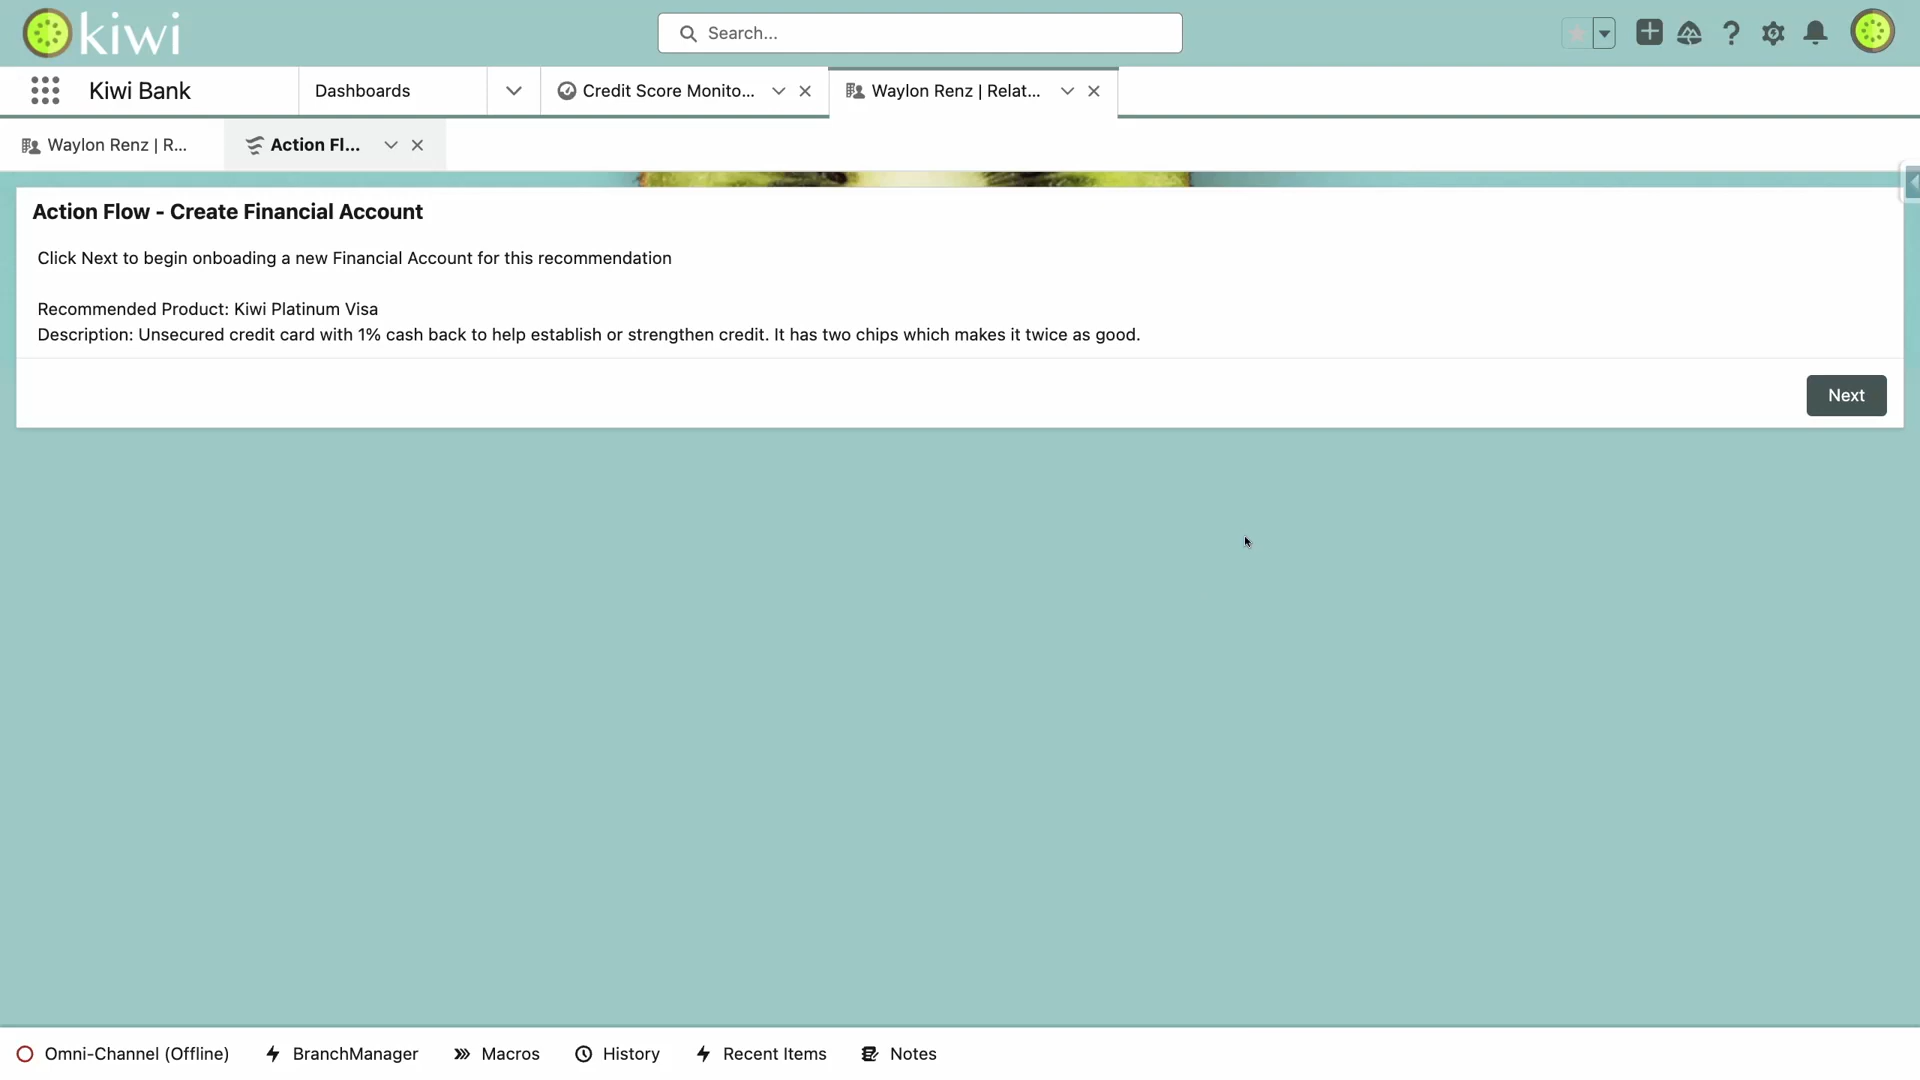 kiwi
Search...
Kiwi Bank
Dashboards
Credit Score Monito...
Waylon Renz | Relat...
Waylon Renz | R...
Action Fl...
Action Flow - Create Financial Account
Click Next to begin onboading a new Financial Account for this recommendation
Recommended Product: Kiwi Platinum Visa
Description: Unsecured credit card with 1% cash back to help establish or strengthen credit. It has two chips which makes it twice as good.
Next
Omni-Channel (Offline)
BranchManager
Macros
History
Recent Items
Notes